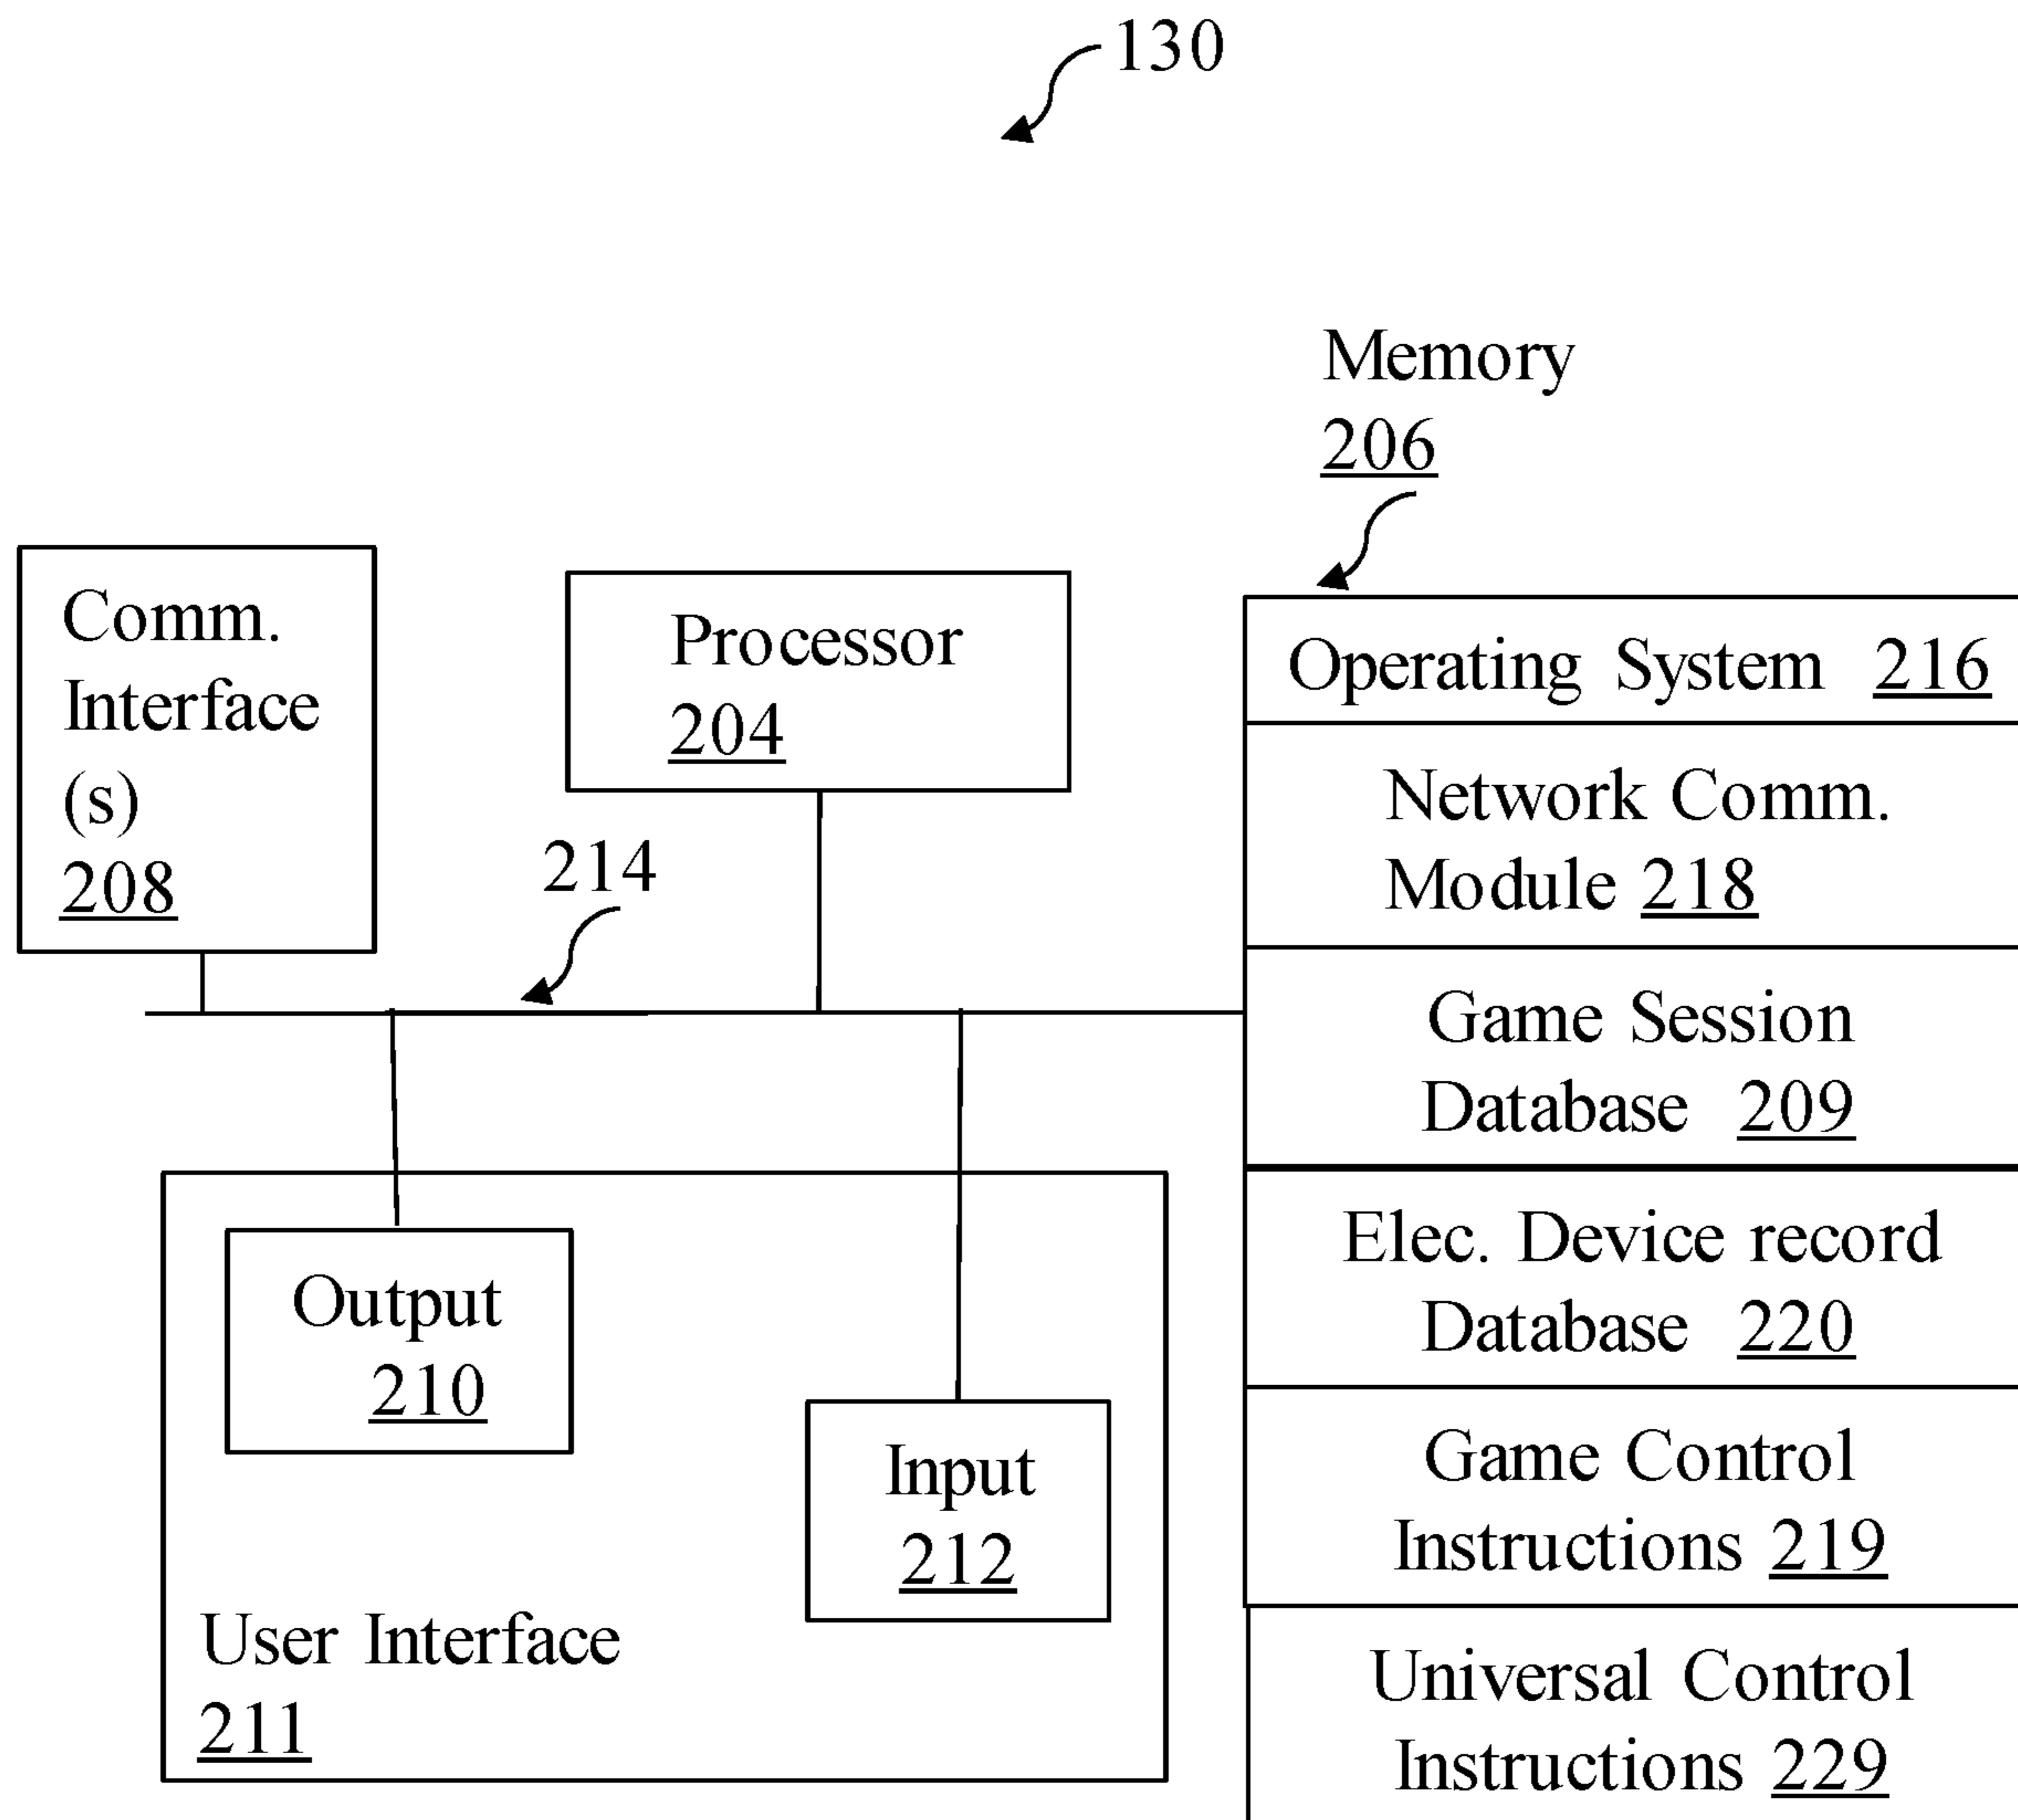 130
Memory
206
Comm.
Interface
(s)
208
Processor
204
214
Operating System 216
Network Comm.
Module 218
Game Session
Database 209
Elec. Device record
Database 220
Game Control
Instructions 219
Universal Control
Instructions 229
Output
210
Input
212
User Interface
211